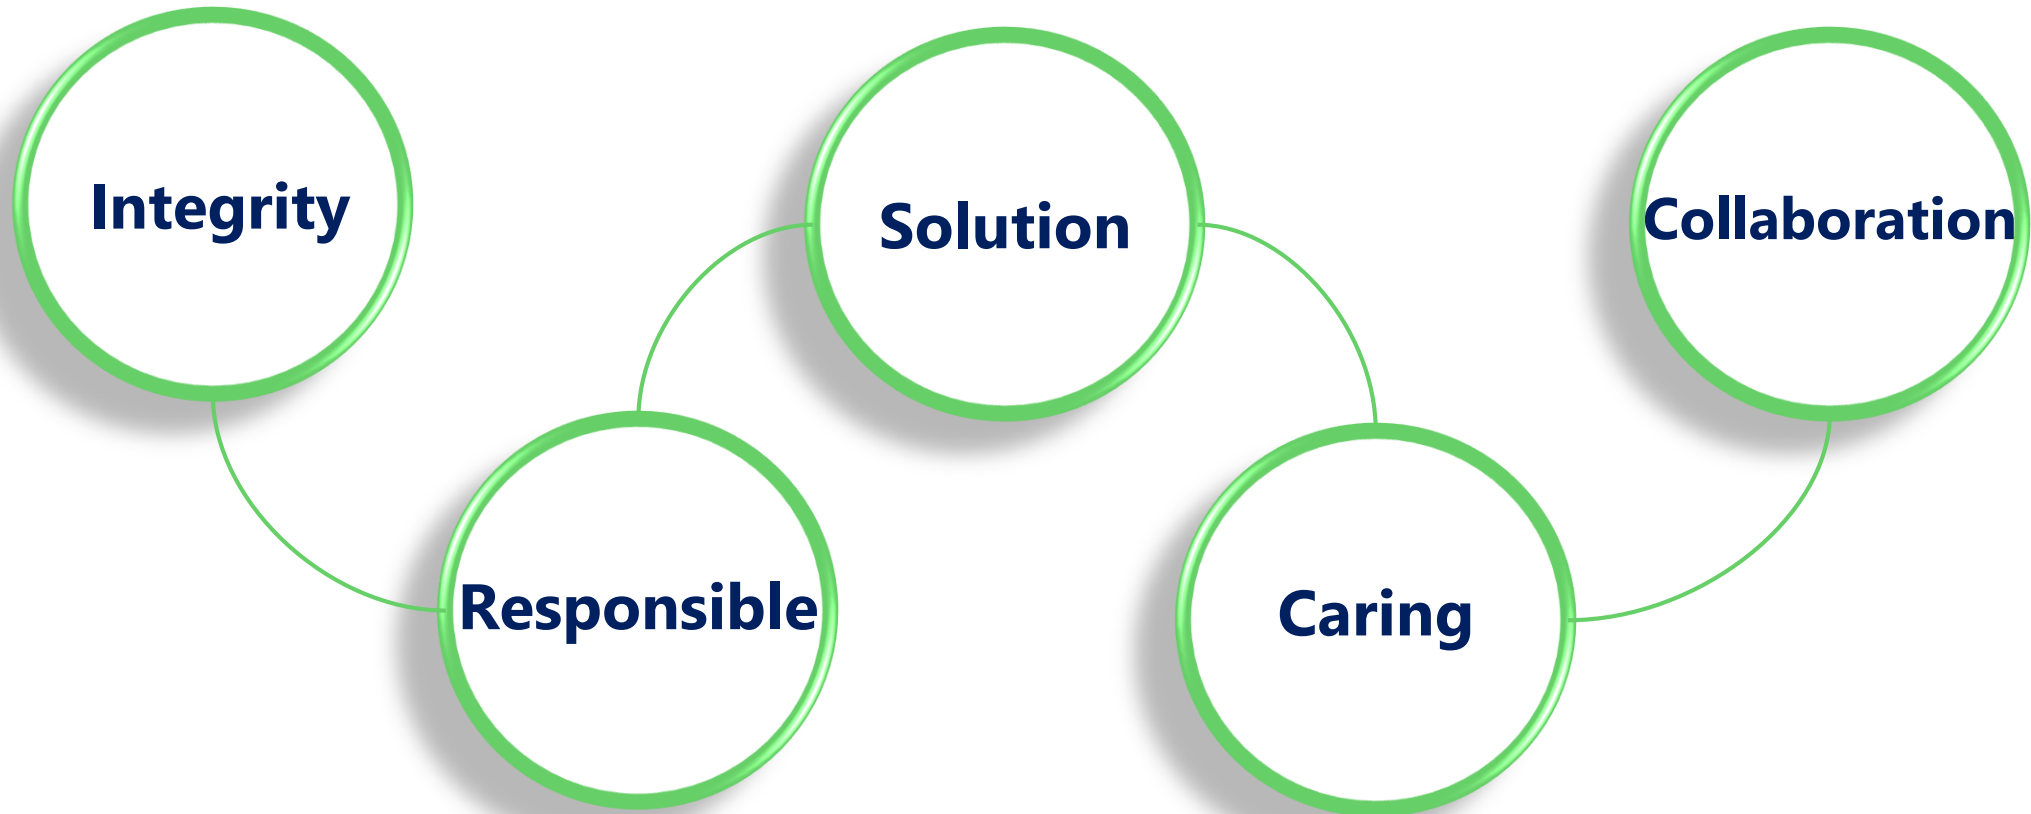 Integrity
Responsible
Solution
Caring
Collaboration